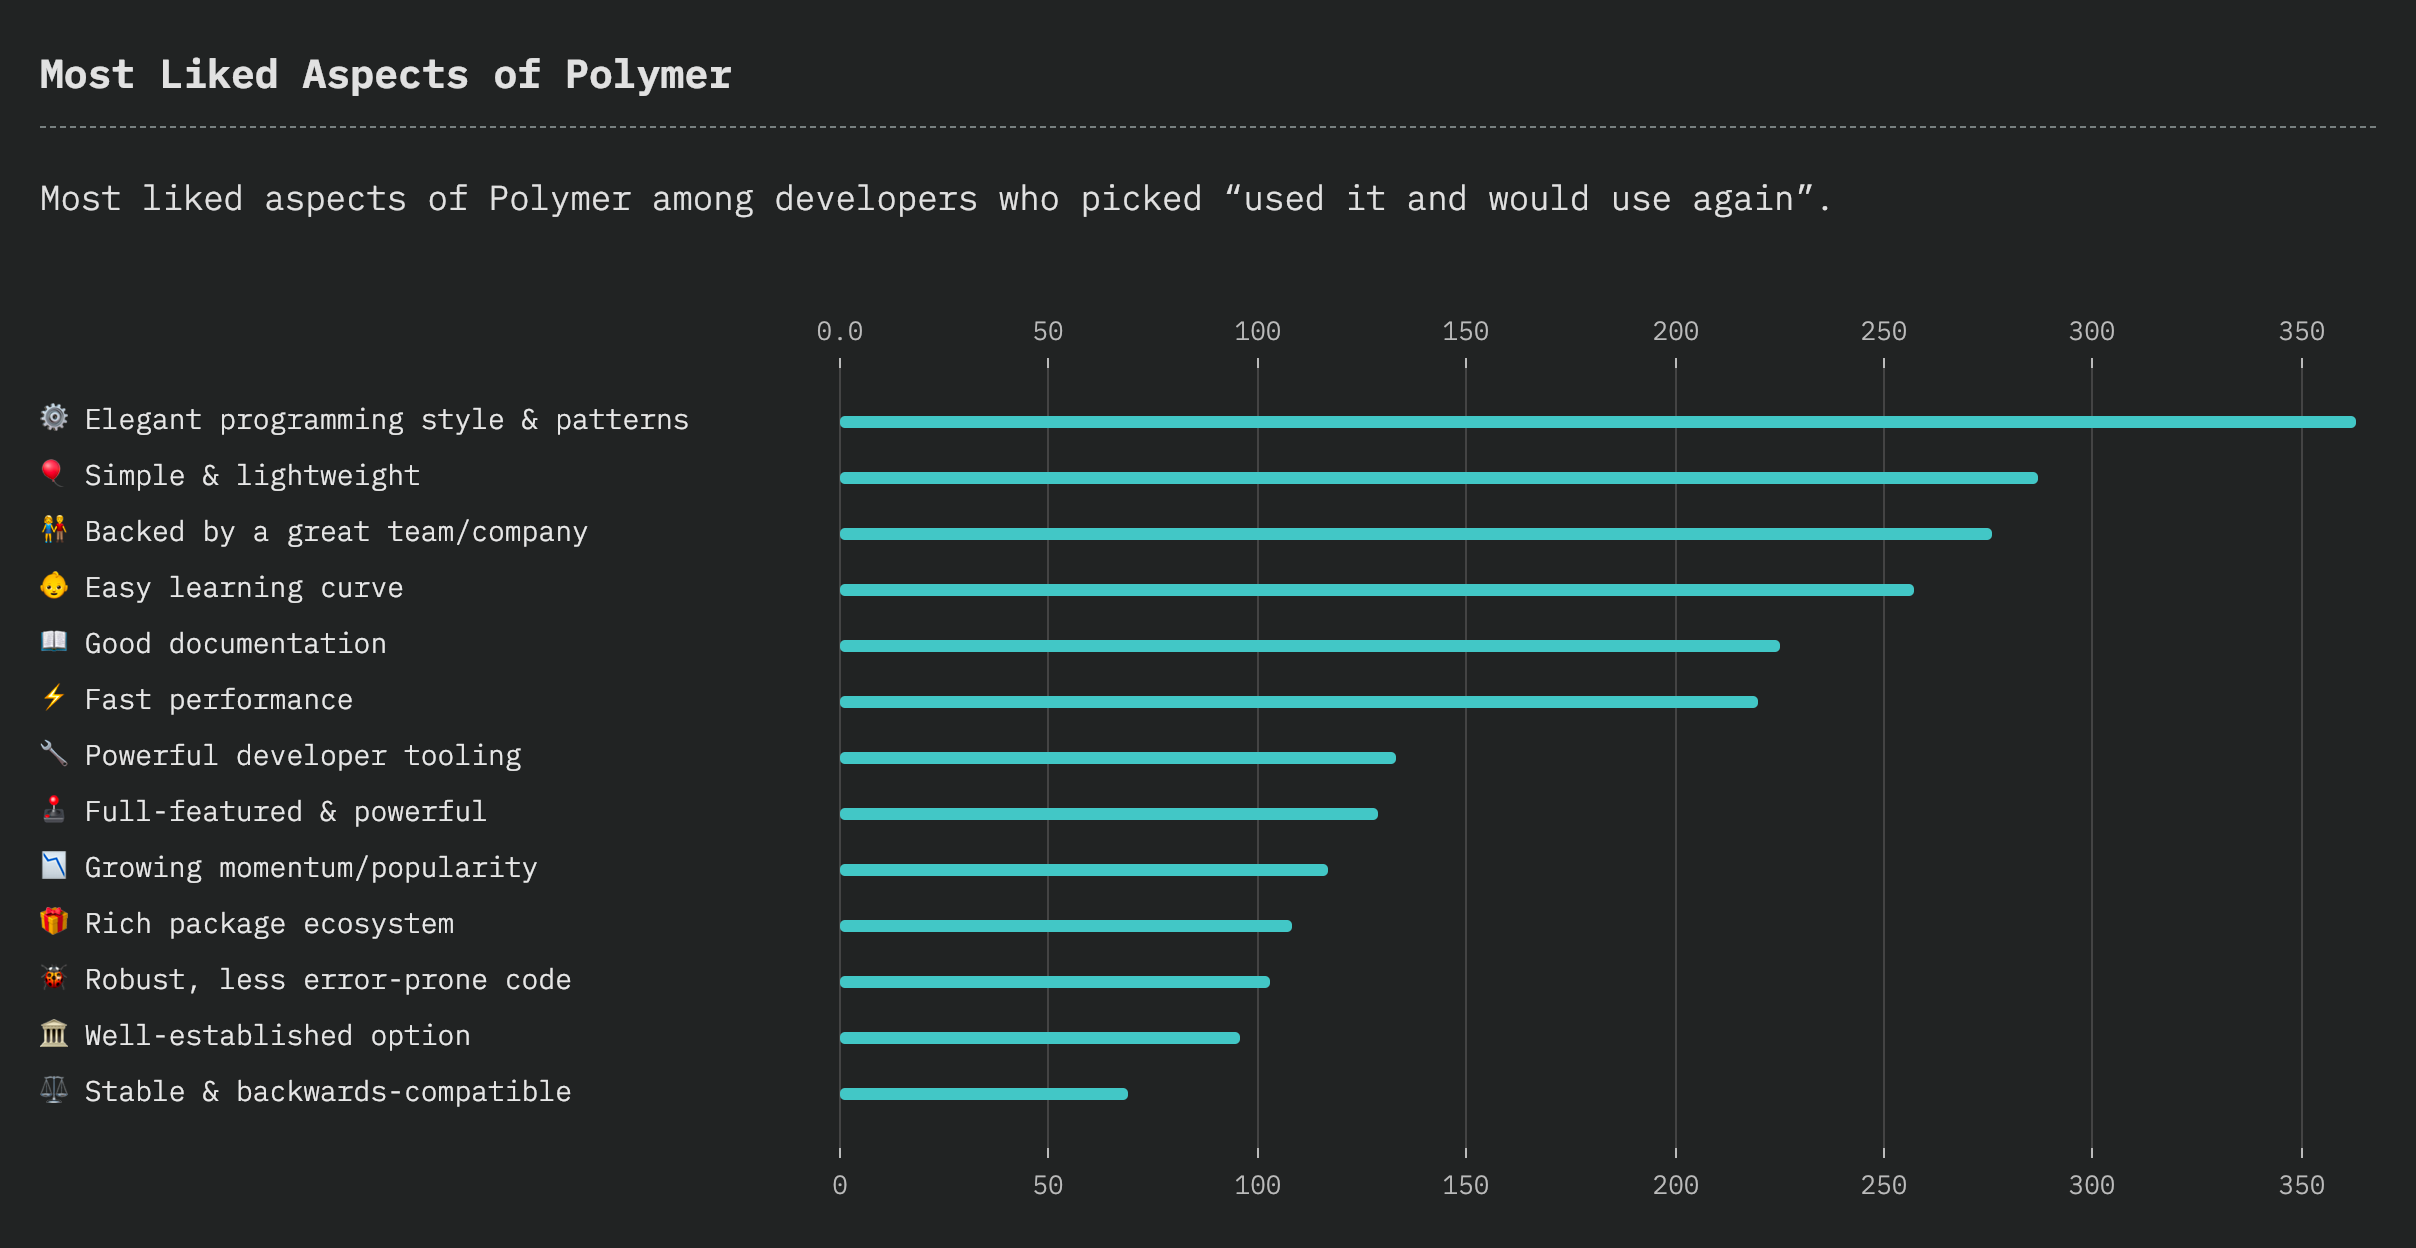 Most Liked Aspects of Polymer
Most liked aspects of Polymer among developers who picked “used it and would use again”.
0.0 50 100 150 200 250 300 350
Elegant programming style & patterns
Simple & lightweight
Backed by a great team/company
Easy learning curve
Good documentation
Fast performance
Powerful developer tooling
Full-featured & powerful
Growing momentum/popularity
Rich package ecosystem
Robust, less error-prone code
Well-established option
Stable & backwards-compatible
0 50 100 150 200 250 300 350